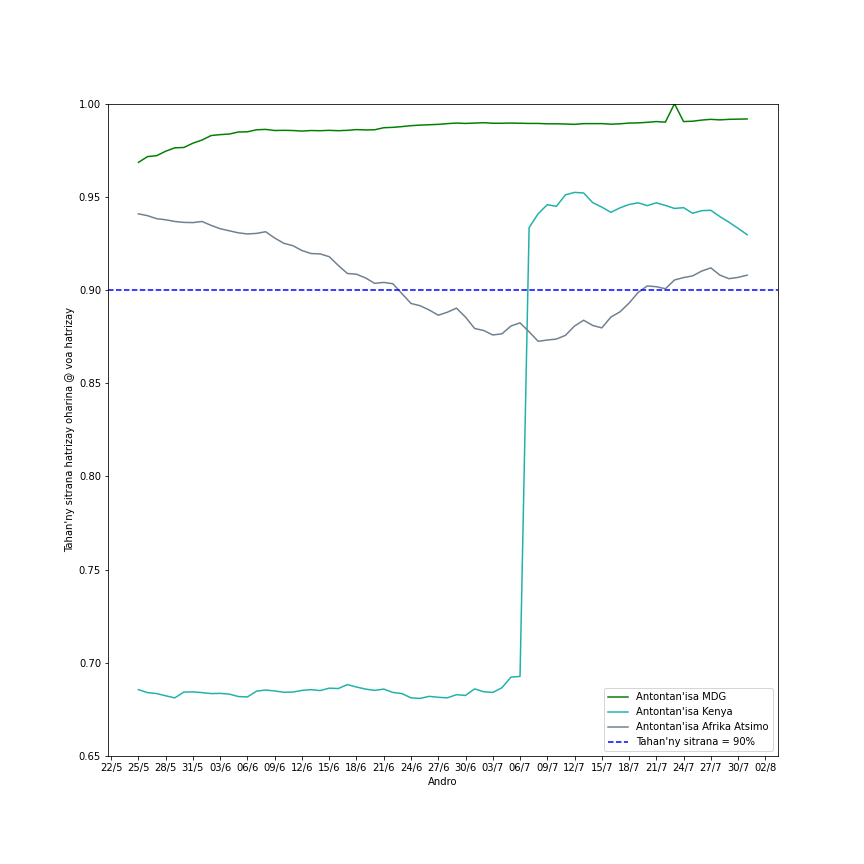 1.00
0.95
0.90
0.85
0.80
0.75
0.70
0.65
Tahan'ny sitrana hatrizay oharina @ voa hatrizay
Antontan'isa MDG
Antontan'isa Kenya
Antontan'isa Afrika Atsimo
Tahan'ny sitrana = 90%
22/5 25/5 28/5 31/5 03/6 06/6 09/6 12/6 15/6 18/6 21/6 24/6 27/6 30/6 03/7 06/7 09/7 12/7 15/7 18/7 21/7 24/7 27/7 30/7 02/8
Andro